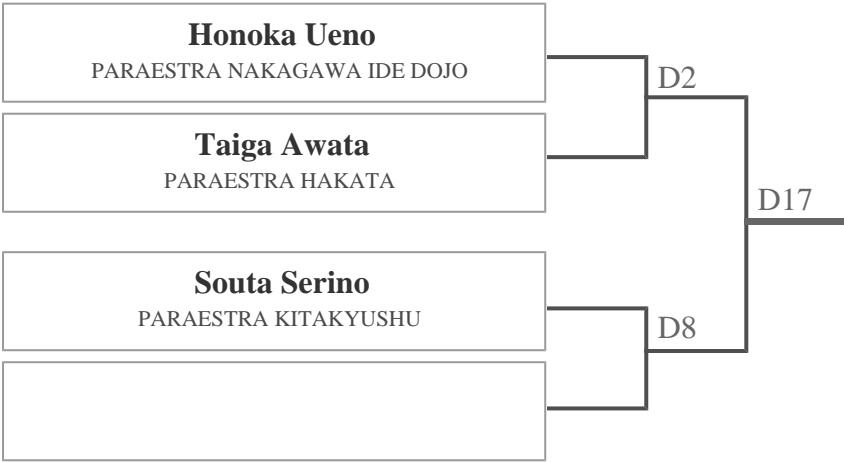 Honoka Ueno
PARAESTRA NAKAGAWA IDE DOJO
D2
Taiga Awata
PARAESTRA HAKATA
D17
Souta Serino
PARAESTRA KITAKYUSHU
D8